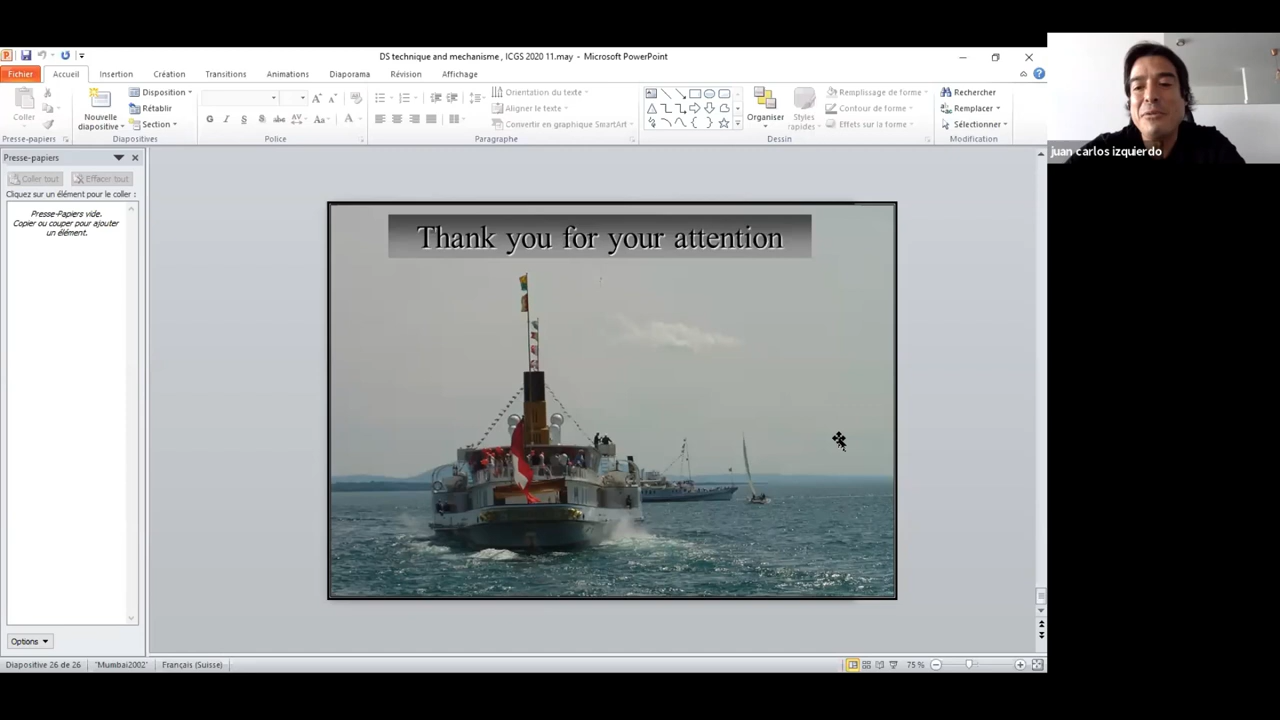 DS technique and mechanisme , ICGS 2020 11.may - Microsoft PowerPoint
Fichier Accueil Insertion Création Transitions Animations Diaporama Révision Affichage
Coller
Nouvelle diapositive
Disposition
Rétablir
Section
G I S S abc AV Aa A
Orientation du texte
Aligner le texte
Convertir en graphique SmartArt
Organiser
Styles rapides
Remplissage de forme
Contour de forme
Effets sur la forme
Rechercher
Remplacer
Sélectionner
Presse-papiers Diapositives Police Paragraphe Dessin Modification
Presse-papiers
Coller tout Effacer tout
Cliquez sur un élément pour le coller :
Presse-Papiers vide.
Copier ou couper pour ajouter
un élément.
Options
Thank you for your attention
juan carlos izquierdo
Diapositive 26 de 26 "Mumbai2002" Français (Suisse) 75 %